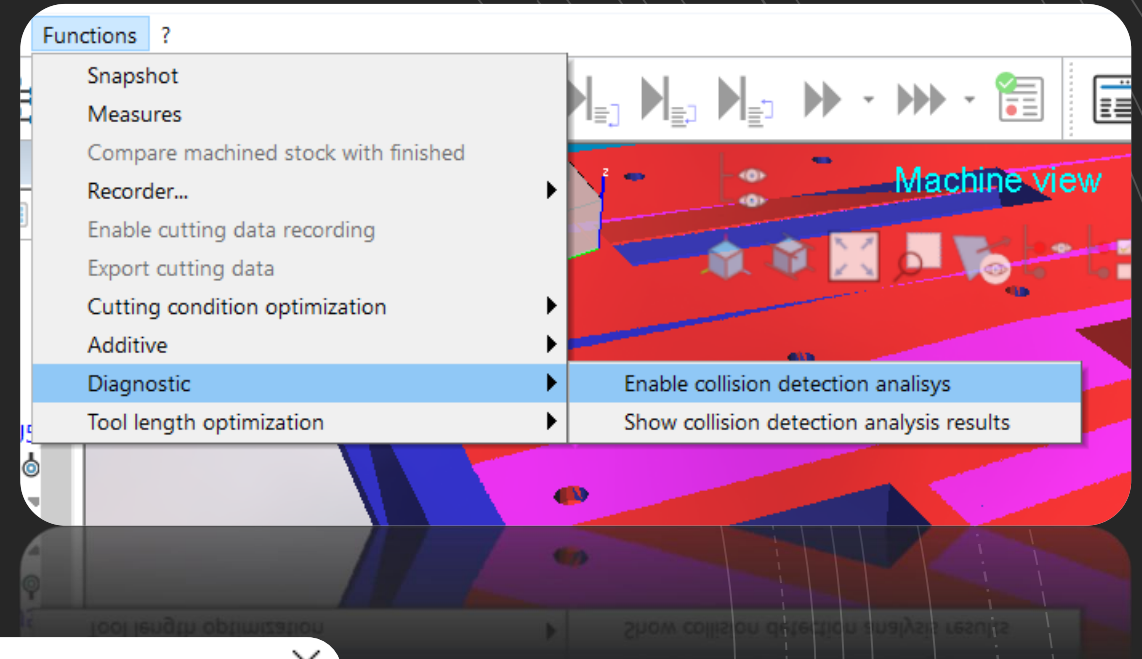 Functions ?
Snapshot
Measures
Compare machined stock with finished
Recorder...
Enable cutting data recording
Export cutting data
Cutting condition optimization
Additive
Diagnostic
Tool length optimization
Enable collision detection analisys
Show collision detection analysis results
Machine view
z